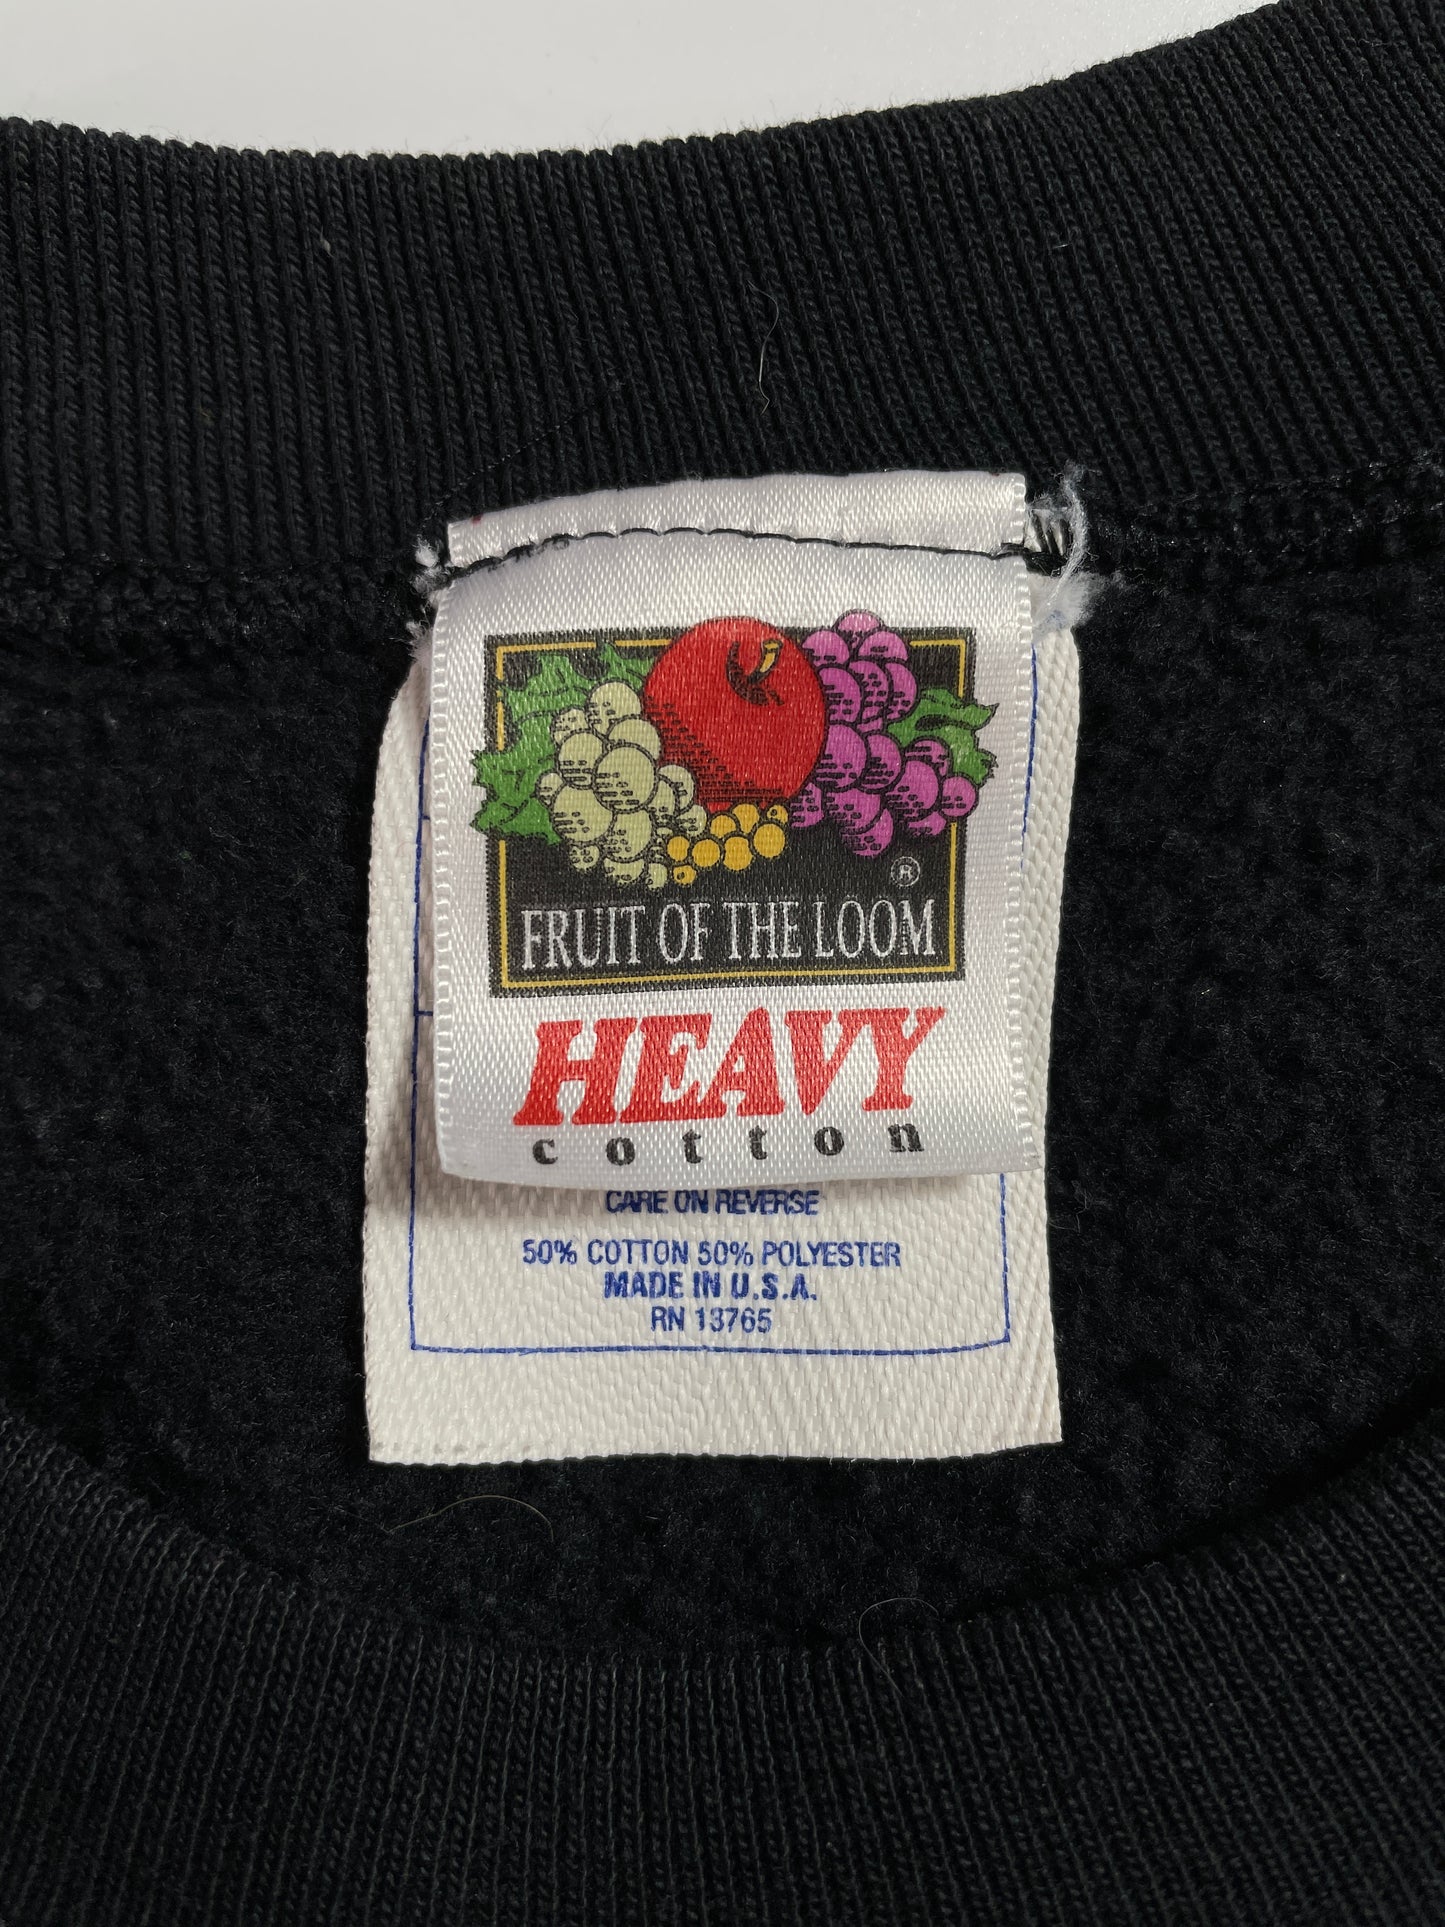 ®
FRUIT OF THE LOOM
HEAVY
cotton
CARE ON REVERSE
50% COTTON 50% POLYESTER
MADE IN U.S.A.
RN 13765